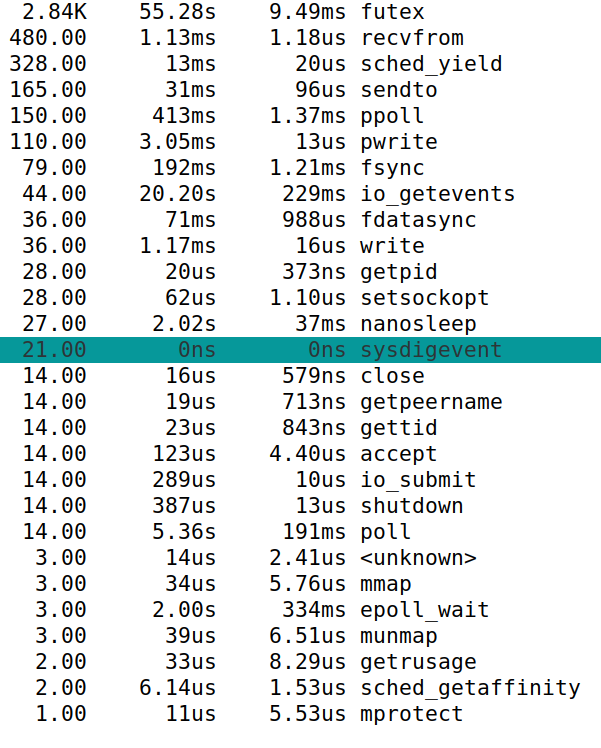 2.84K 55.28s 9.49ms futex
480.00 1.13ms 1.18us recvfrom
328.00 13ms 20us sched_yield
165.00 31ms 96us sendto
150.00 413ms 1.37ms ppoll
110.00 3.05ms 13us pwrite
79.00 192ms 1.21ms fsync
44.00 20.20s 229ms io_getevents
36.00 71ms 988us fdatasync
36.00 1.17ms 16us write
28.00 20us 373ns getpid
28.00 62us 1.10us setsockopt
27.00 2.02s 37ms nanosleep
21.00 0ns 0ns sysdigevent
14.00 16us 579ns close
14.00 19us 713ns getpeername
14.00 23us 843ns gettid
14.00 123us 4.40us accept
14.00 289us 10us io_submit
14.00 387us 13us shutdown
14.00 5.36s 191ms poll
3.00 14us 2.41us <unknown>
3.00 34us 5.76us mmap
3.00 2.00s 334ms epoll_wait
3.00 39us 6.51us munmap
2.00 33us 8.29us getrusage
2.00 6.14us 1.53us sched_getaffinity
1.00 11us 5.53us mprotect